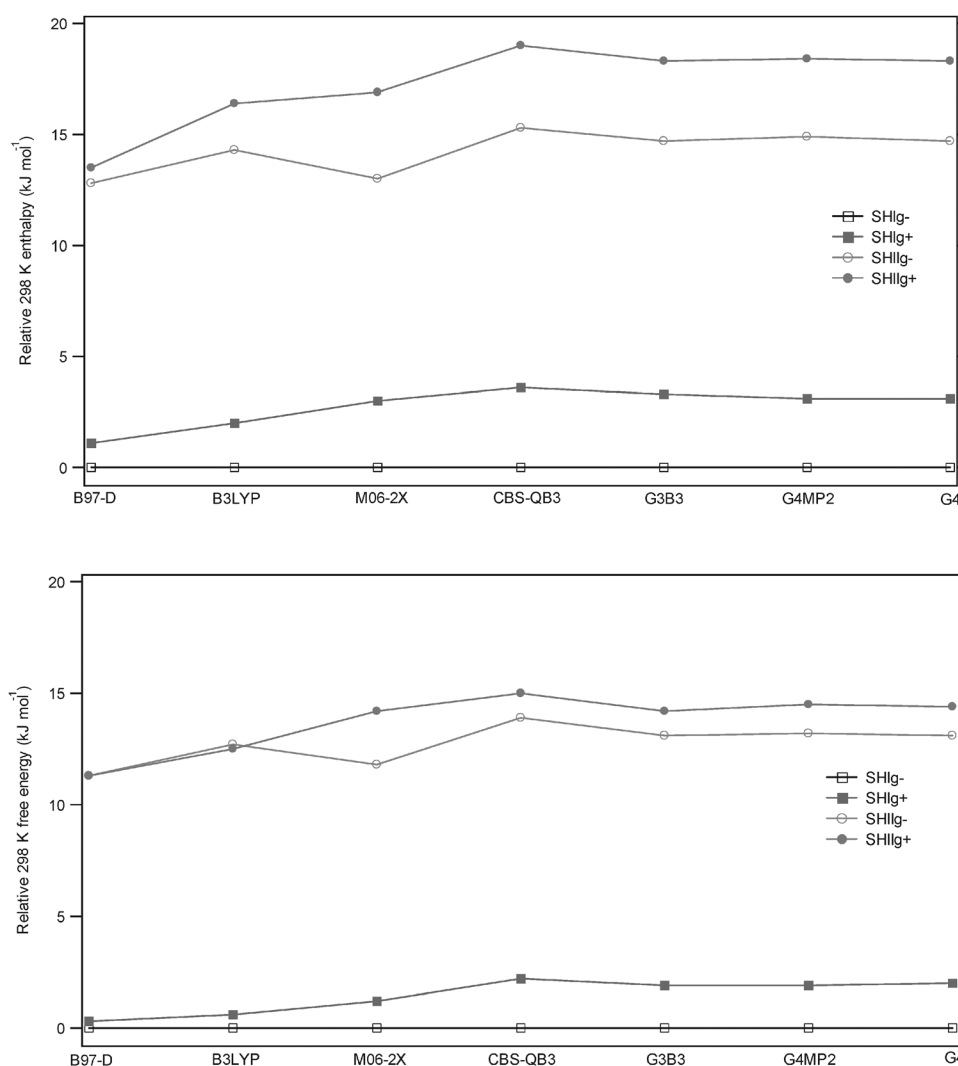 20
15
10
5
0
Relative 298 K enthalpy (kJ mol⁻¹)
SHIg-
SHIg+
SHIIg-
SHIIg+
B97-D B3LYP M06-2X CBS-QB3 G3B3 G4MP2 G4
20
15
10
5
0
Relative 298 K free energy (kJ mol⁻¹)
SHIg-
SHIg+
SHIIg-
SHIIg+
B97-D B3LYP M06-2X CBS-QB3 G3B3 G4MP2 G4